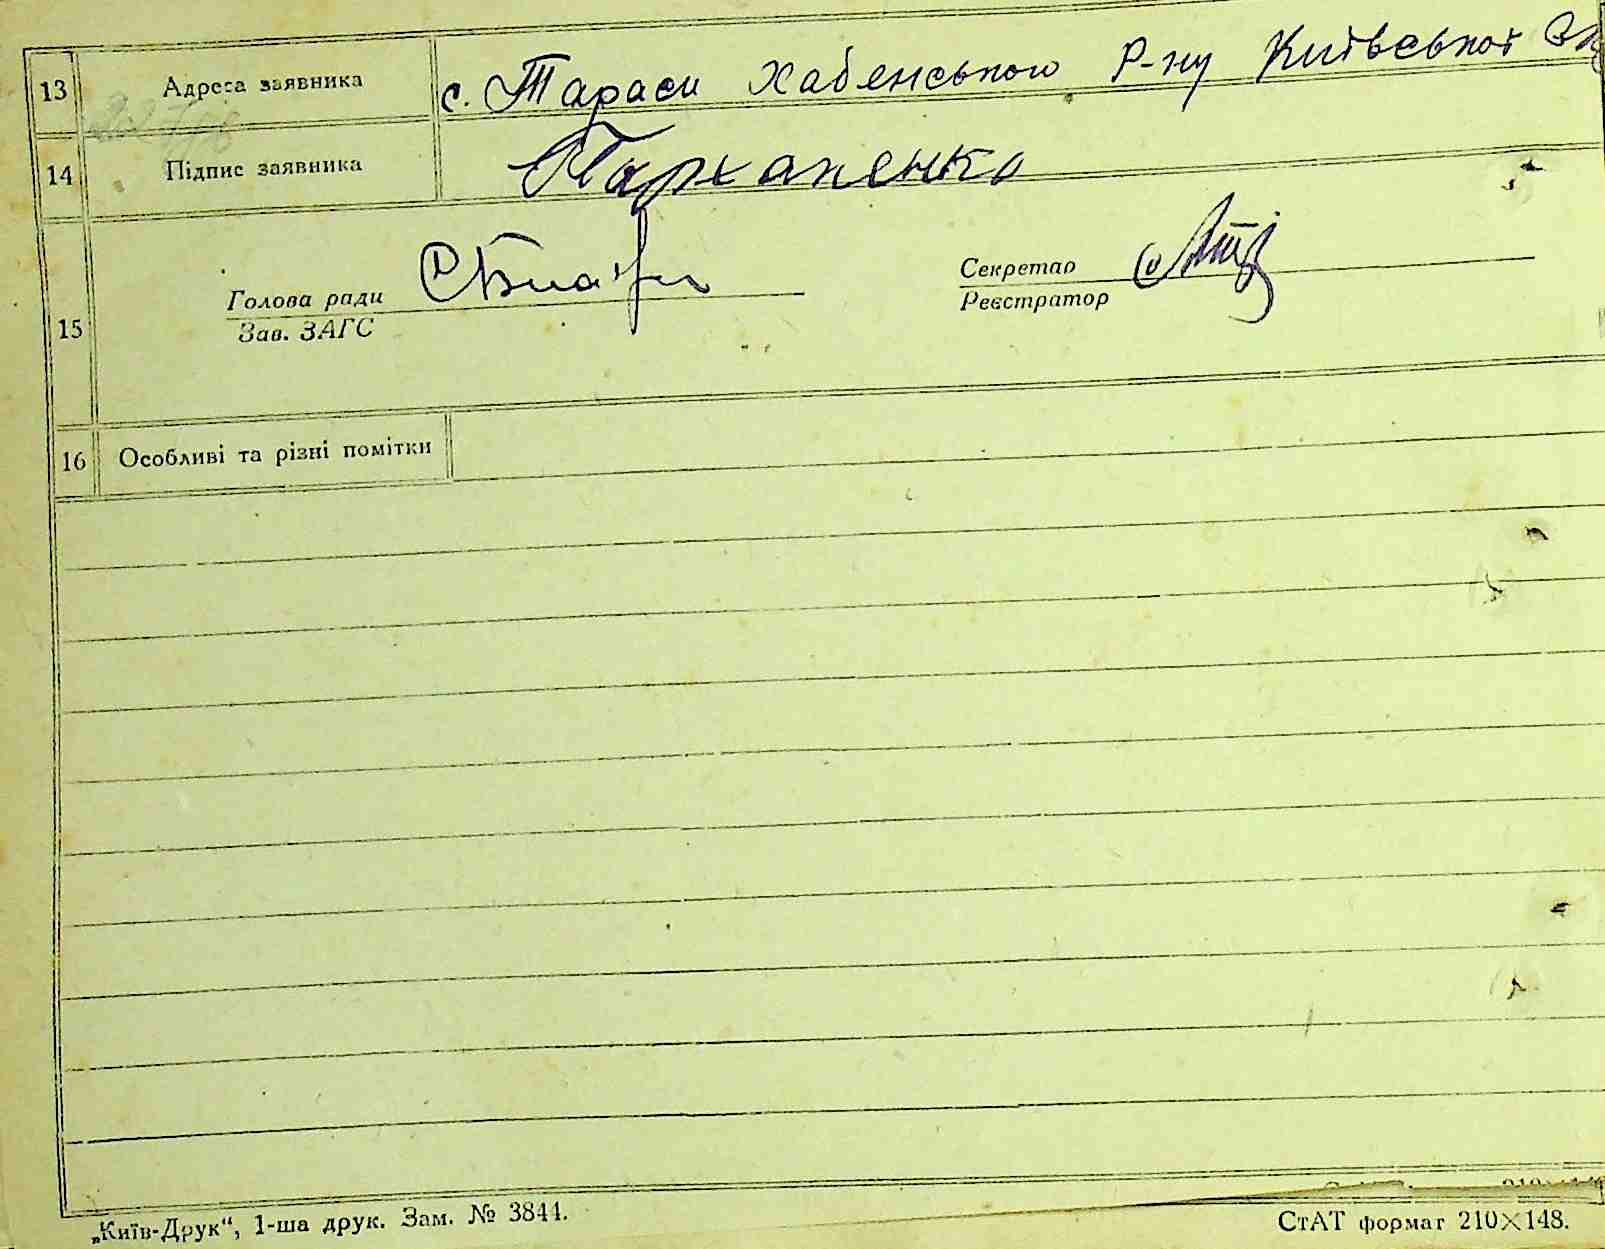 13 Адреса заявника с. Тараси Хабенського Р-ну Київської
14 Підпис заявника Пархаменко
Голова ради
Секретар
Зав. ЗАГС
Реєстратор
15
16 Особливі та різні помітки
„Київ-Друк“, 1-ша друк. Зам. № 3844.
СтАТ формат 210×148.